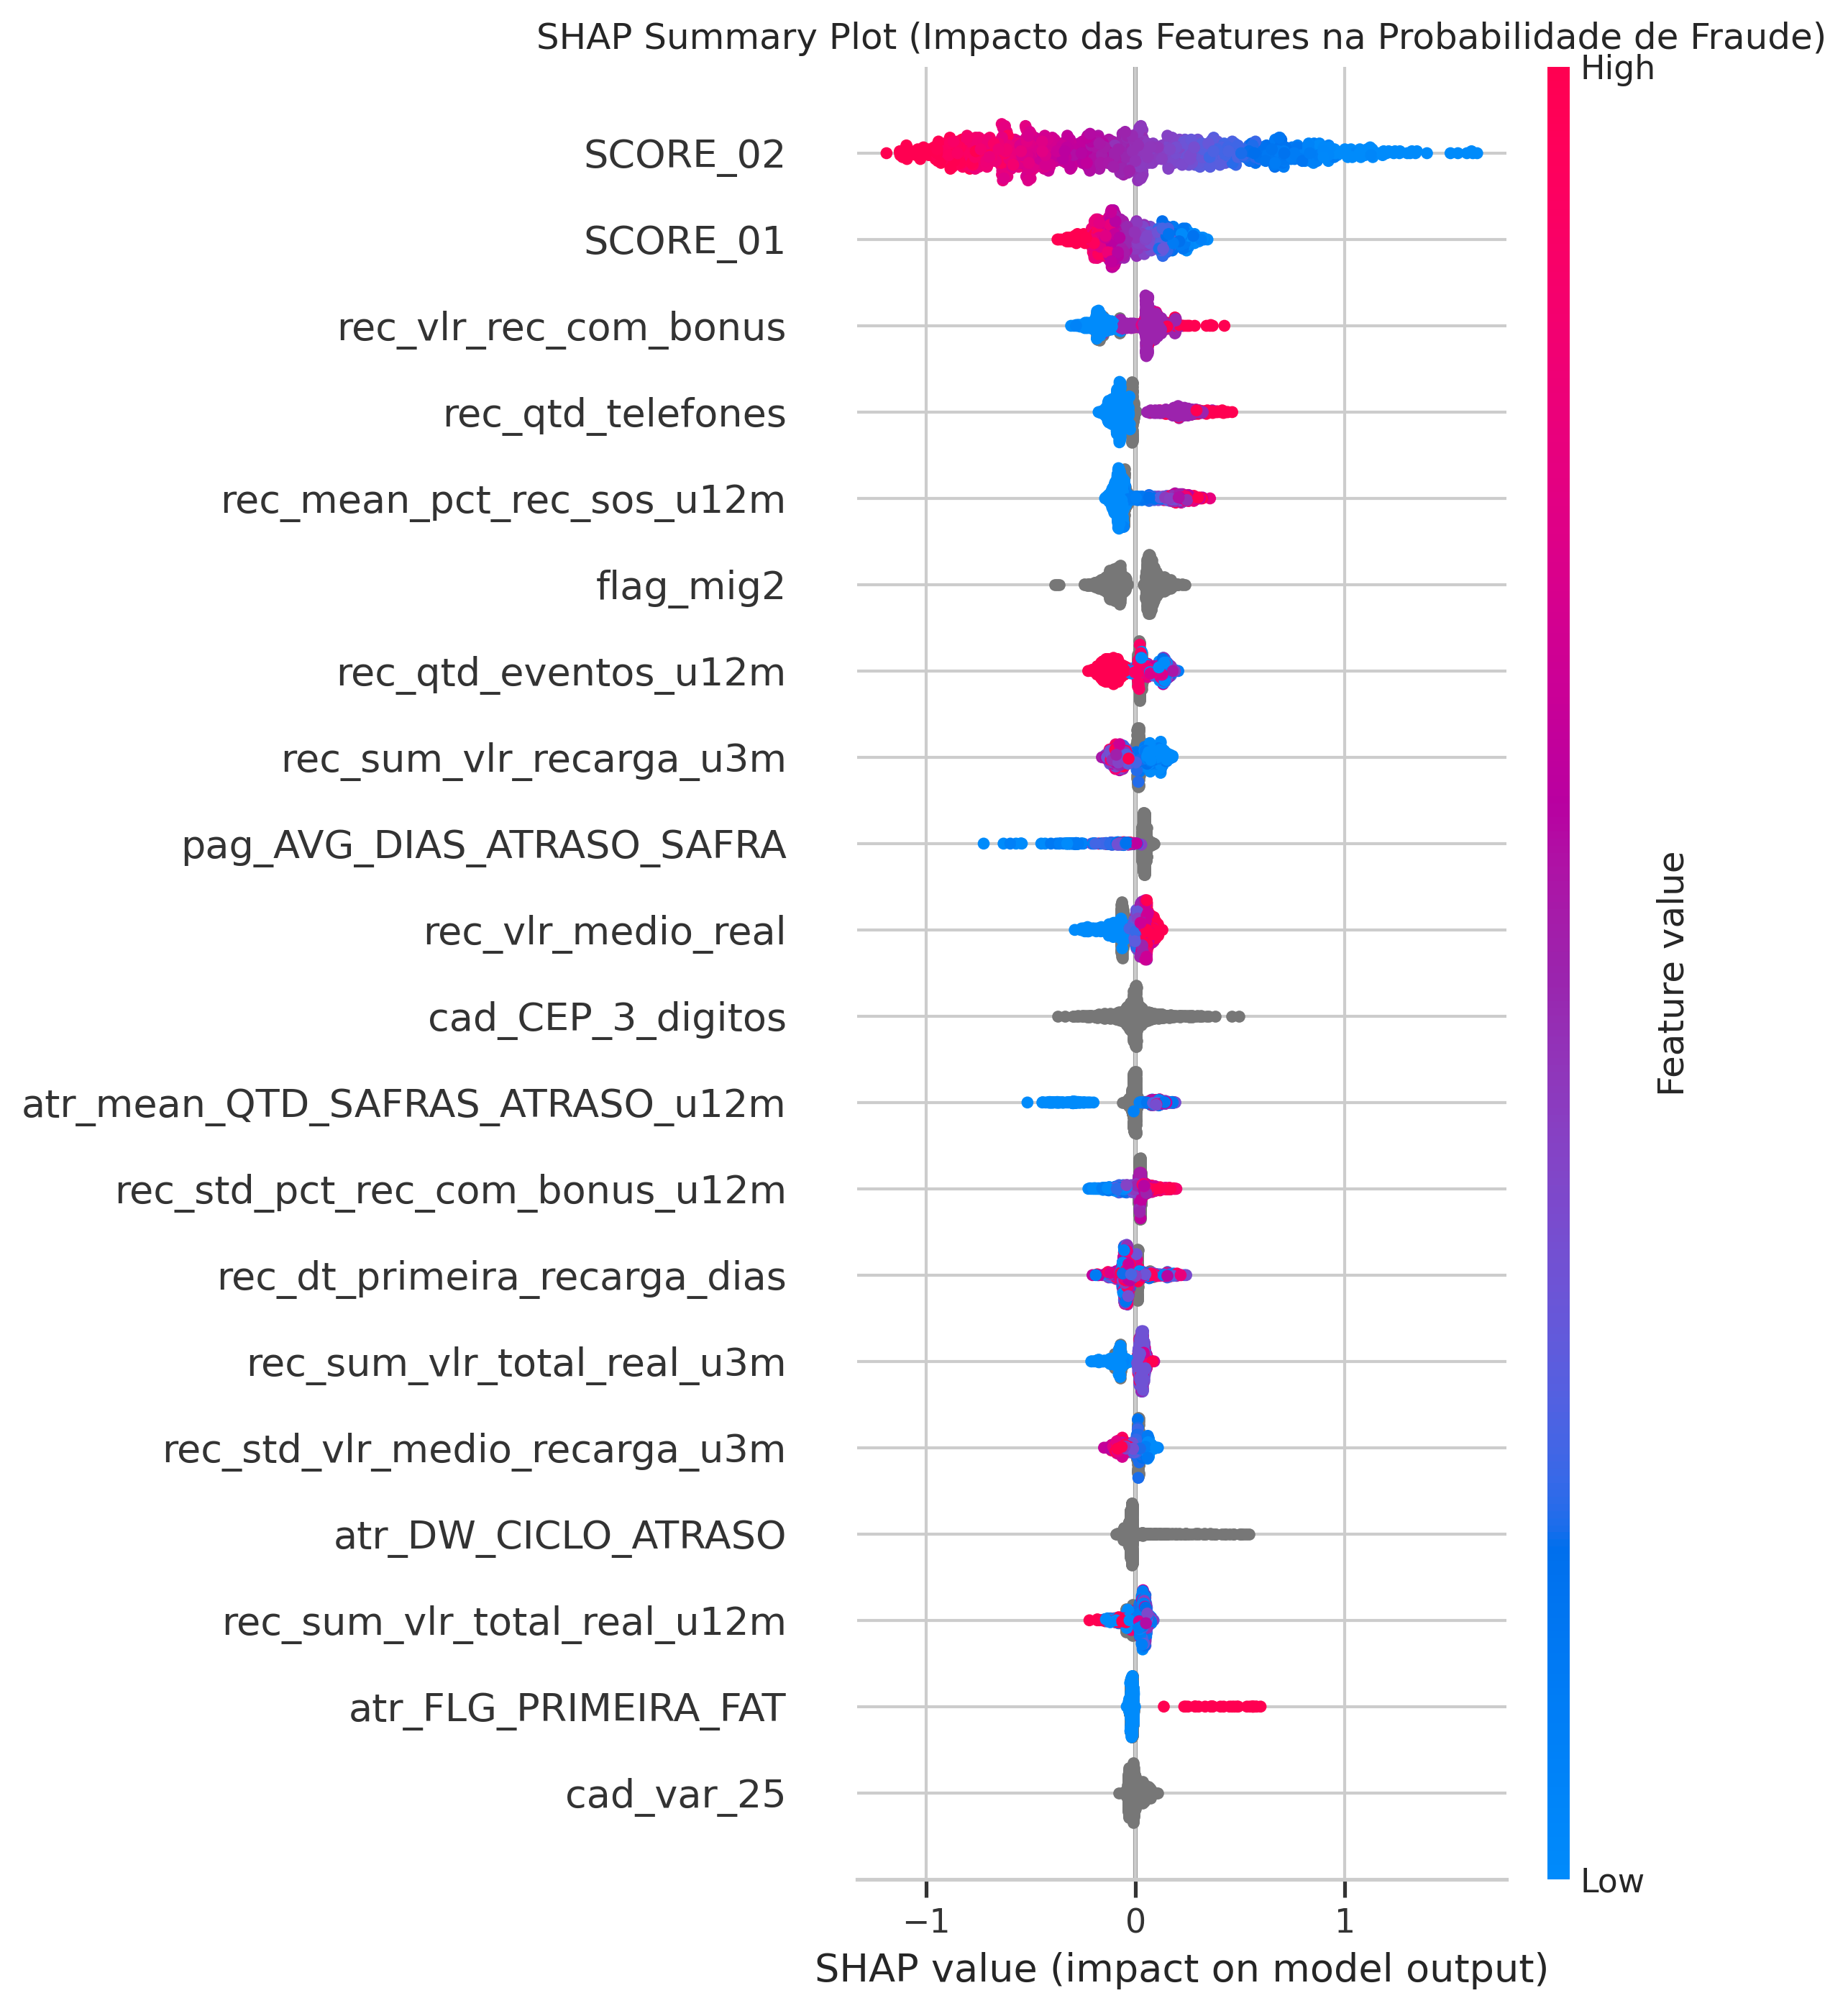 SHAP Summary Plot (Impacto das Features na Probabilidade de Fraude)
High
SCORE_02
SCORE_01
rec_vlr_rec_com_bonus
rec_qtd_telefones
rec_mean_pct_rec_sos_u12m
flag_mig2
rec_qtd_eventos_u12m
rec_sum_vlr_recarga_u3m
pag_AVG_DIAS_ATRASO_SAFRA
rec_vlr_medio_real
cad_CEP_3_digitos
atr_mean_QTD_SAFRAS_ATRASO_u12m
rec_std_pct_rec_com_bonus_u12m
rec_dt_primeira_recarga_dias
rec_sum_vlr_total_real_u3m
rec_std_vlr_medio_recarga_u3m
atr_DW_CICLO_ATRASO
rec_sum_vlr_total_real_u12m
atr_FLG_PRIMEIRA_FAT
cad_var_25
Feature value
Low
−1 0 1
SHAP value (impact on model output)